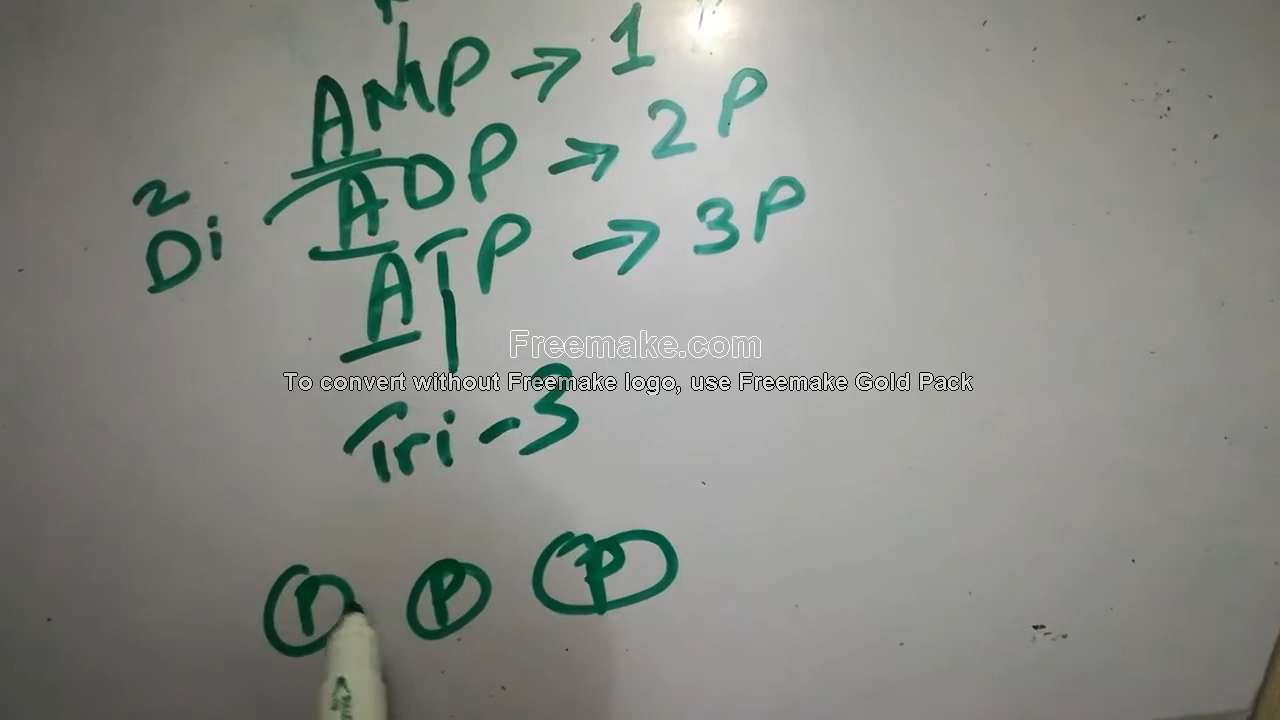 AMP → 1
ADP → 2P
2
Di
ATP → 3P
Freemake.com
To convert without Freemake logo, use Freemake Gold Pack
Tri - 3
P P P